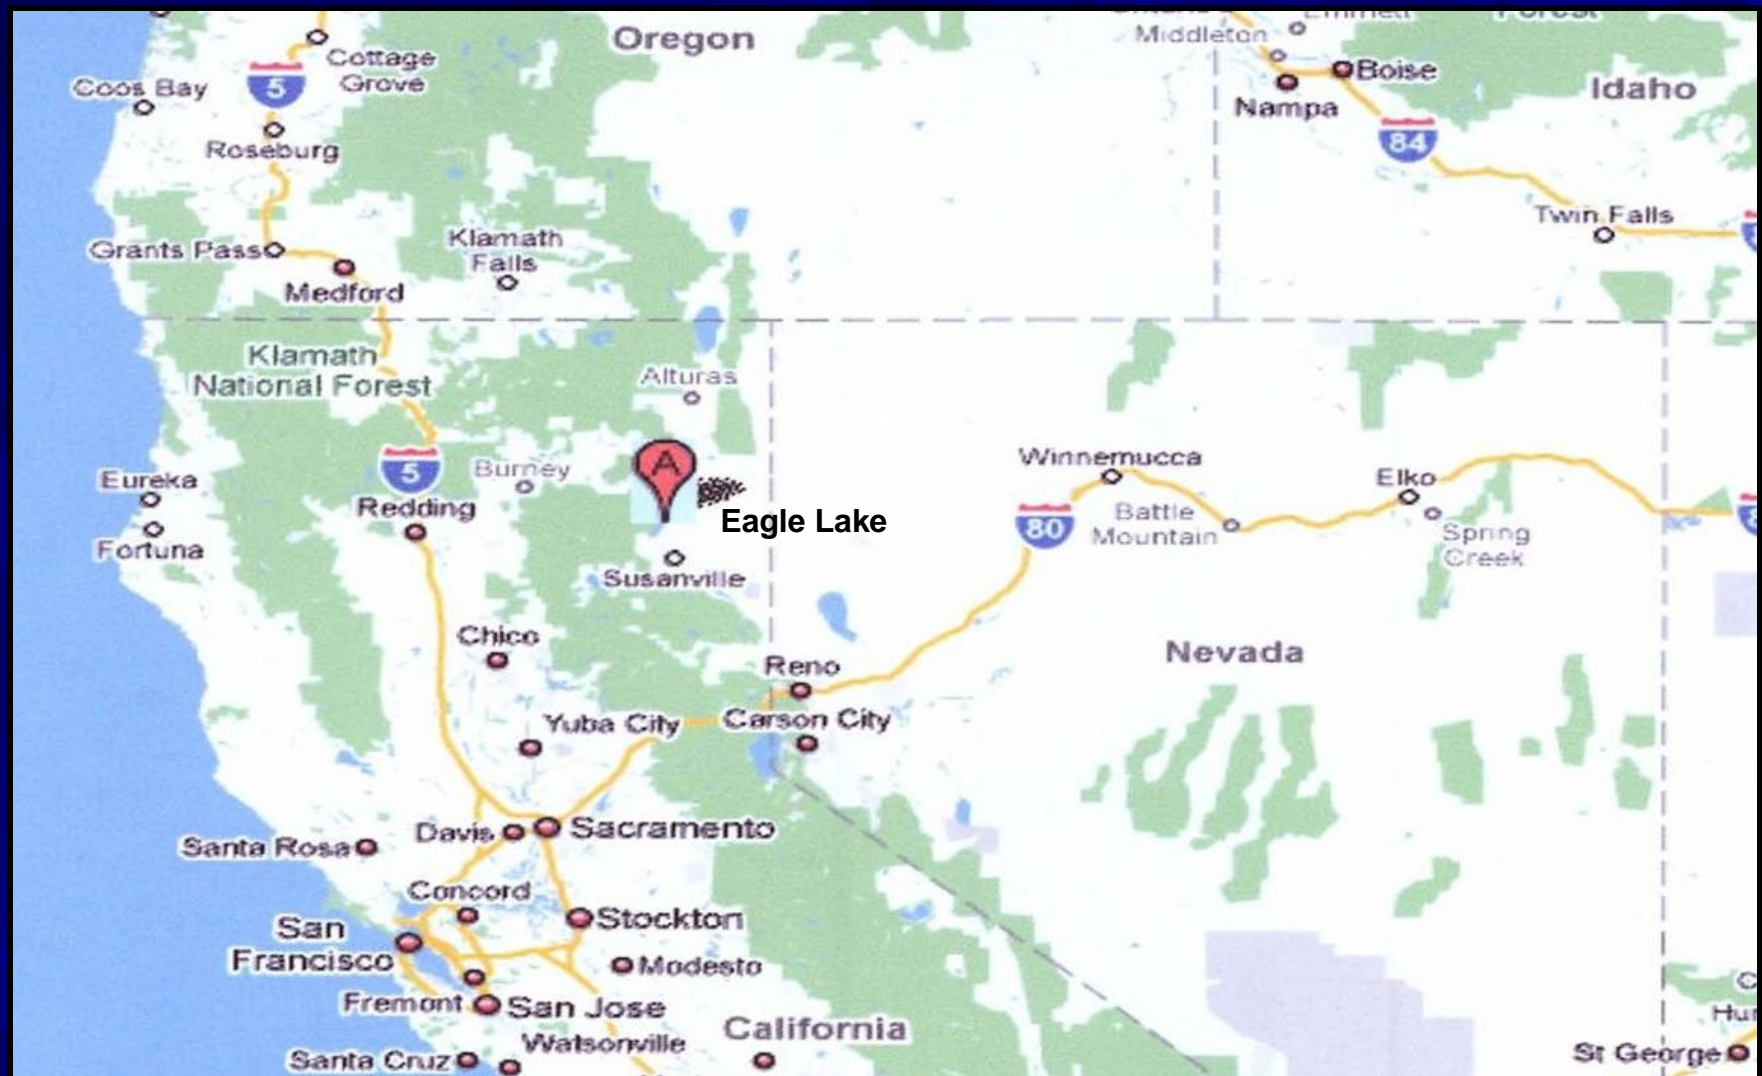 Oregon
Middleton
Emmett
Forest
Cottage
Grove
5
Coos Bay
Boise
Idaho
Nampa
Roseburg
84
Twin Falls
Grants Pass
Klamath
Falls
Medford
Klamath
National Forest
Alturas
Winnemucca
Elko
5
Burney
A
Eureka
Redding
Eagle Lake
80
Battle
Mountain
Spring
Creek
Fortuna
Susanville
Chico
Nevada
Reno
Yuba City
Carson City
Davis
Sacramento
Santa Rosa
Concord
Stockton
San
Francisco
Modesto
Fremont
San Jose
California
Watsonville
Santa Cruz
St George